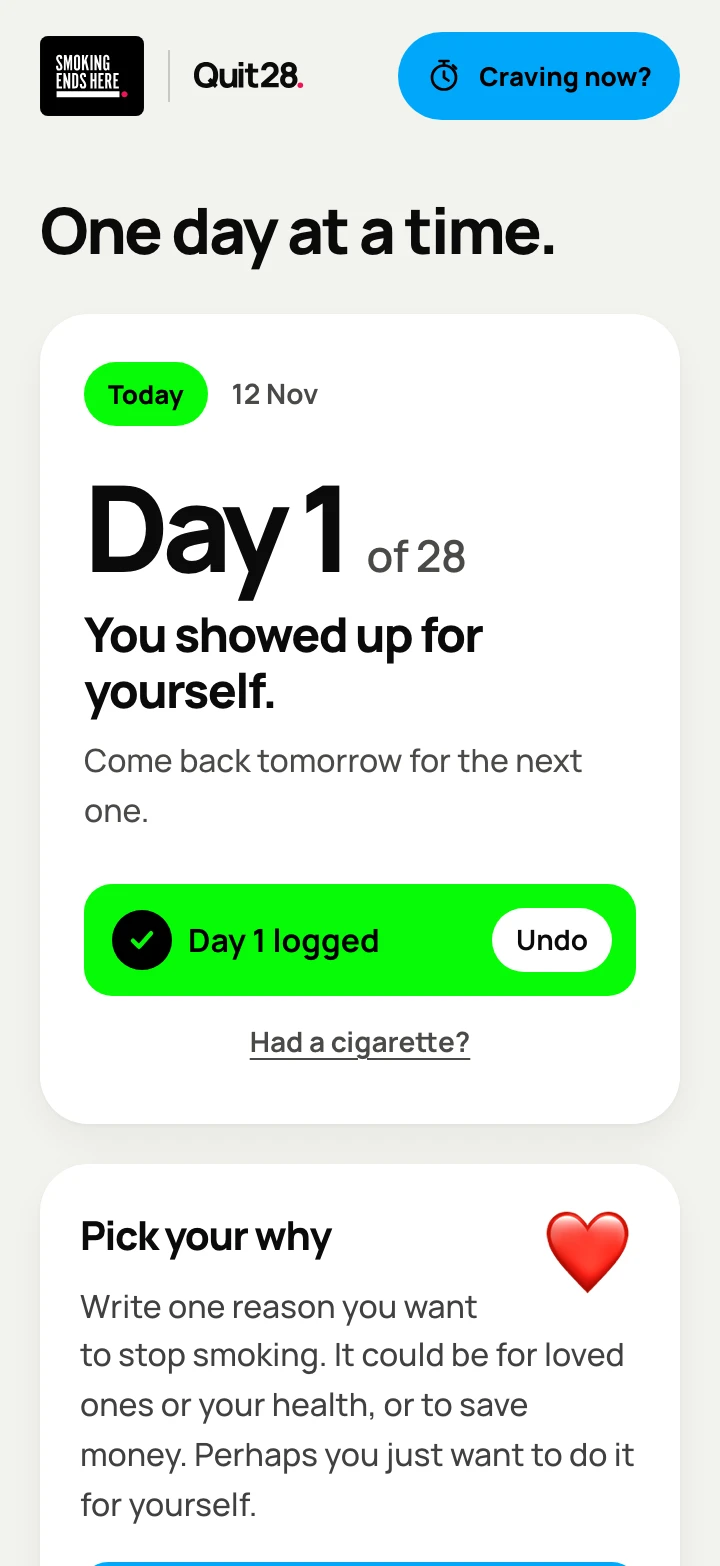 SMOKING
ENDS HERE.
Quit28.
Craving now?
One day at a time.
Today
12 Nov
Day 1 of 28
You showed up for
yourself.
Come back tomorrow for the next
one.
Day 1 logged
Undo
Had a cigarette?
Pick your why
Write one reason you want
to stop smoking. It could be for loved
ones or your health, or to save
money. Perhaps you just want to do it
for yourself.